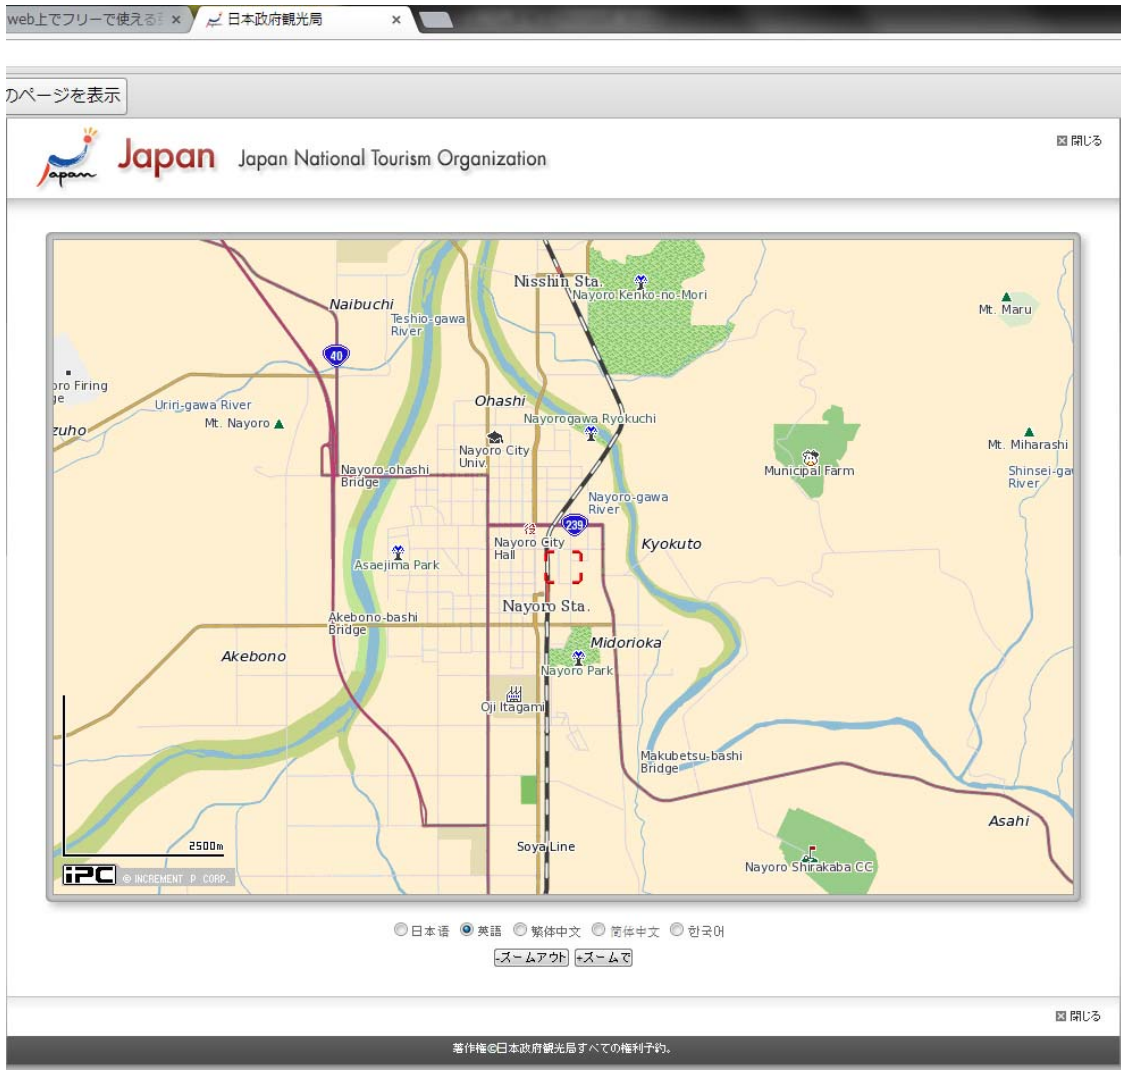 web上でフリーで使える
日本政府観光局
のページを表示
Japan
Japan
Japan National Tourism Organization
閉じる
Nisshin Sta.
Nayoro Kenko-no-Mori
Naibuchi
Mt. Maru
Teshio-gawa
River
40
oro Firing
ge
Uriri-gawa River
Ohashi
Mt. Nayoro
Nayorogawa Ryokuchi
zuho
Nayoro City
Univ.
Mt. Miharashi
Nayoro-ohashi
Bridge
Municipal Farm
Shinsei-gaw
River
Nayoro-gawa
River
役
239
Nayoro City
Hall
Kyokuto
Asaejima Park
Nayoro Sta.
Akebono-bashi
Bridge
Midorioka
Akebono
Nayoro Park
Oji Itagami
Makubetsu-bashi
Bridge
Asahi
2500m
Soya Line
Nayoro Shirakaba CC
iPC © INCREMENT P CORP.
日本语 英語 繁体中文 简体中文 한국어
-ズームアウト +ズームで
閉じる
著作権©日本政府観光局すべての権利予約。